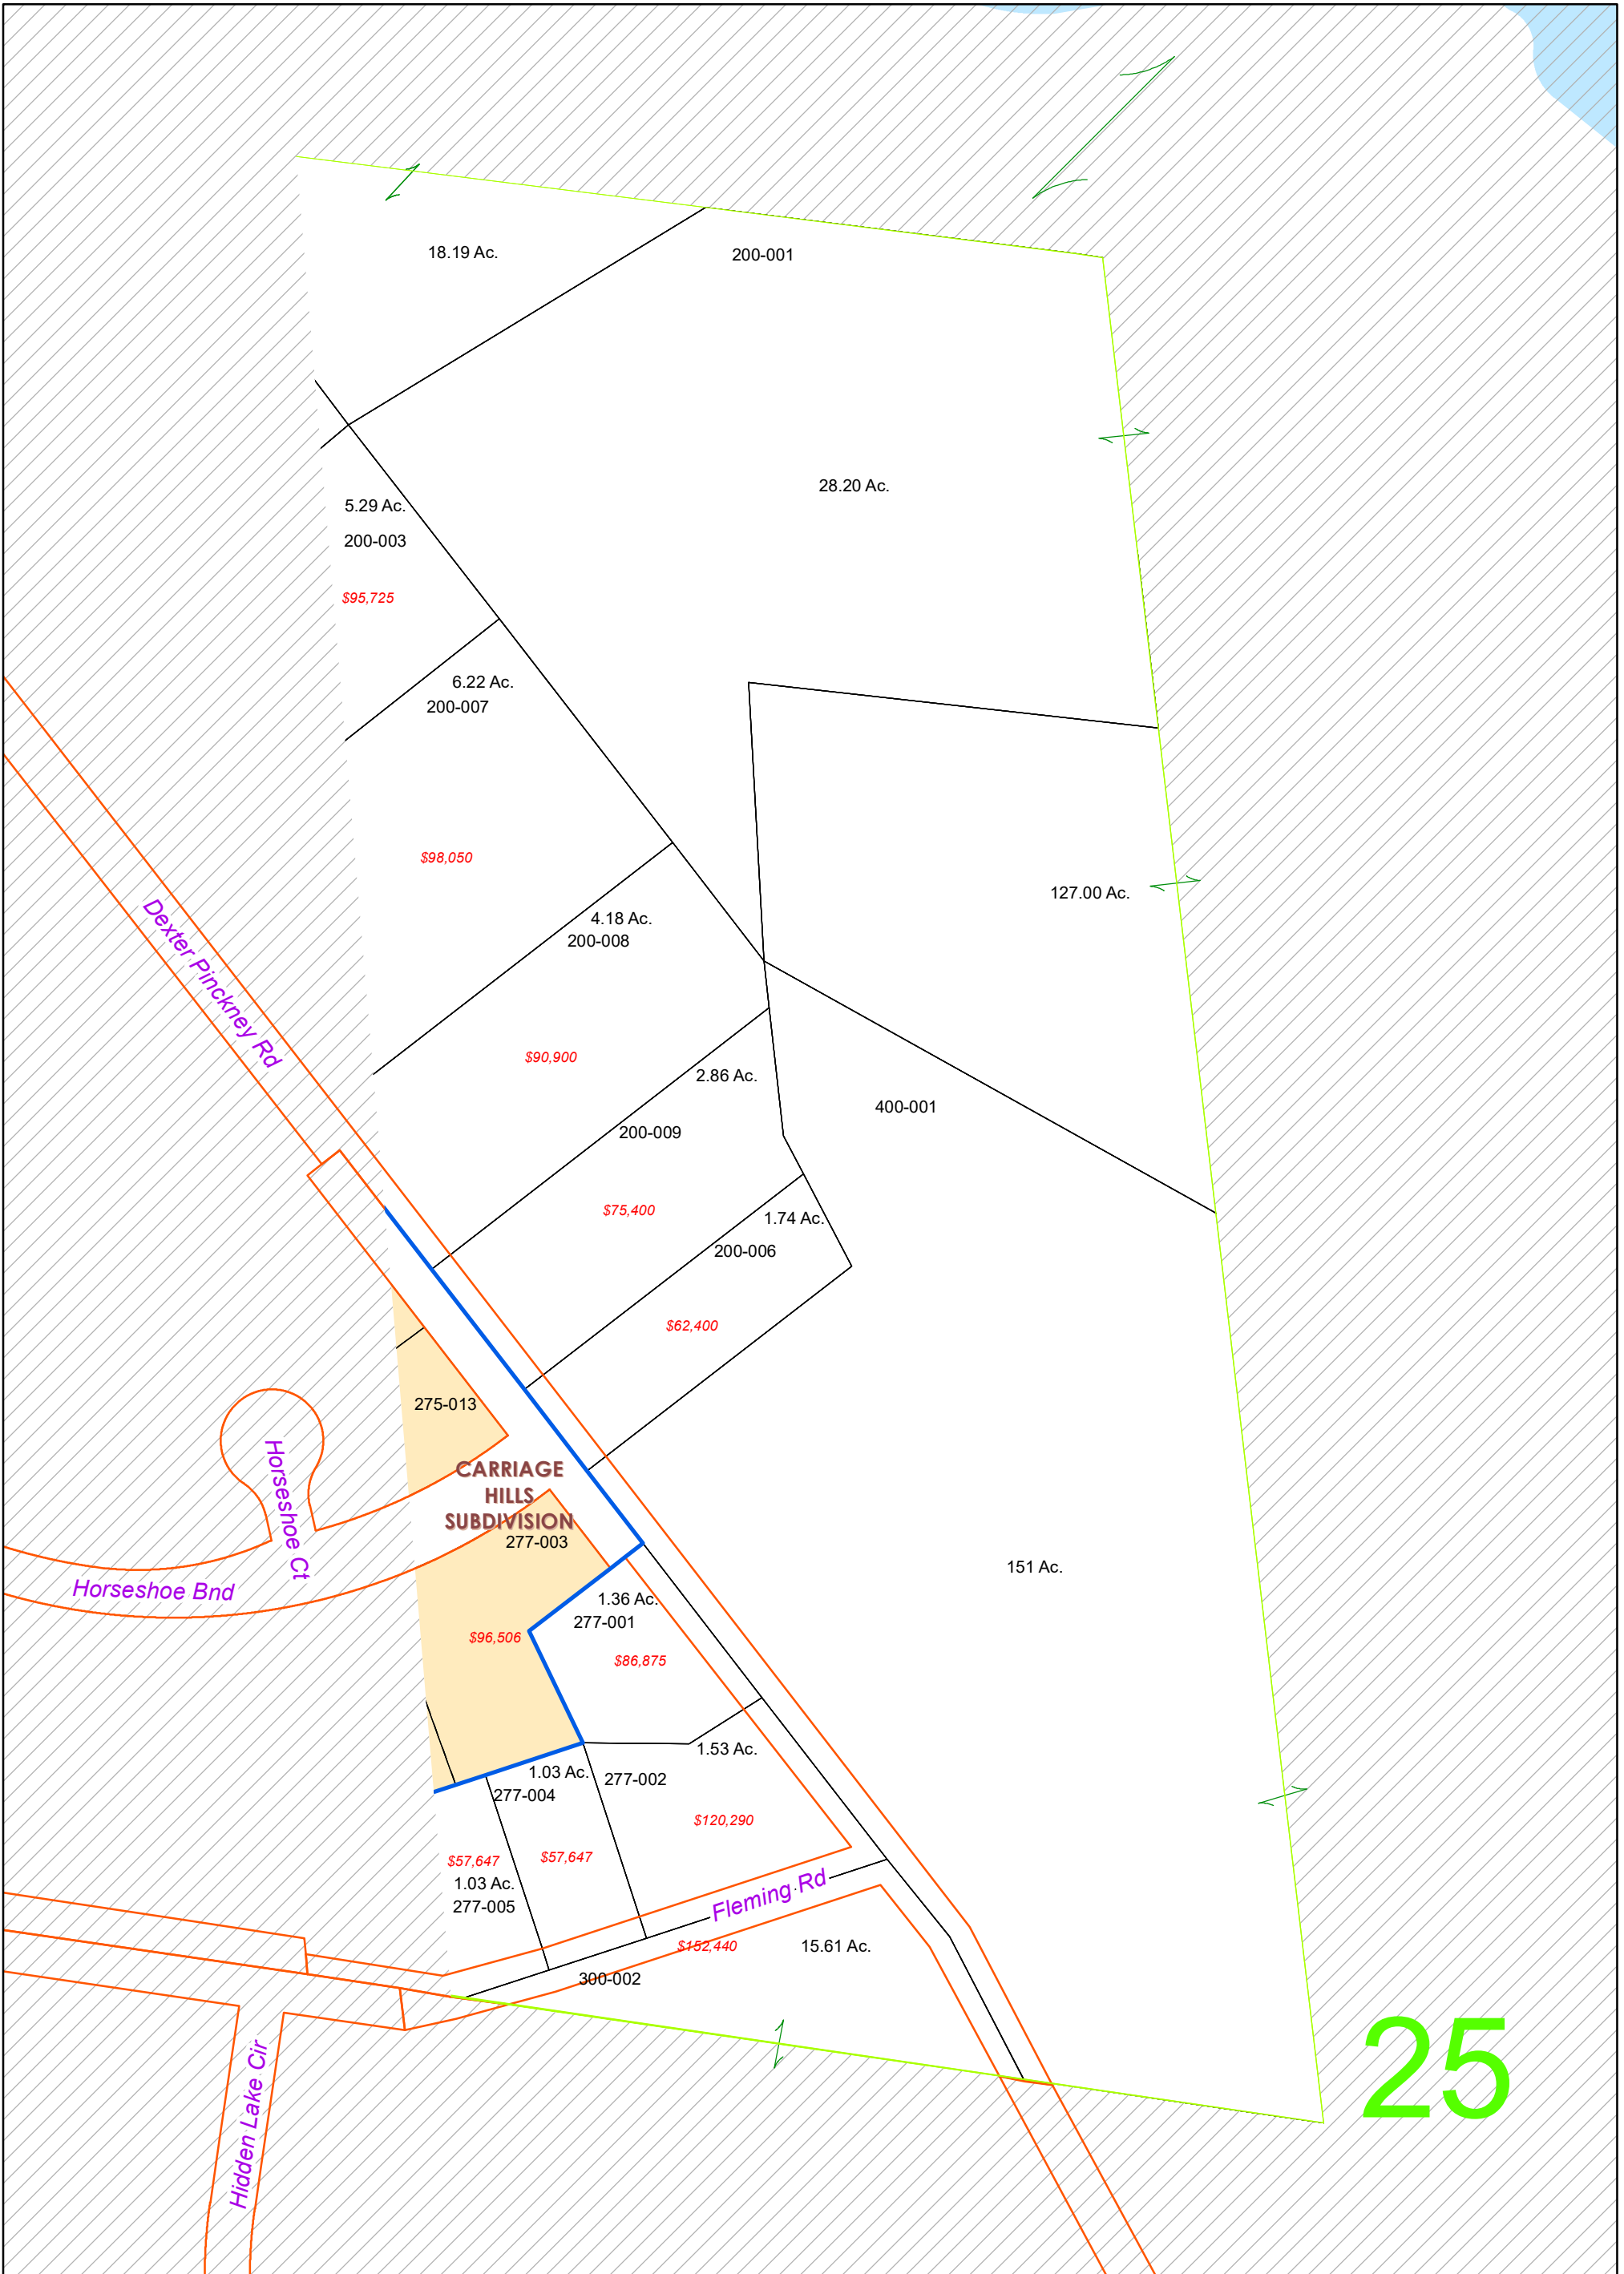 18.19 Ac.
200-001
28.20 Ac.
5.29 Ac.
200-003
$95,725
6.22 Ac.
200-007
$98,050
127.00 Ac.
4.18 Ac.
200-008
Dexter Pinckney Rd
$90,900
2.86 Ac.
400-001
200-009
$75,400
1.74 Ac.
200-006
$62,400
275-013
Horseshoe Ct
CARRIAGE
HILLS
SUBDIVISION
277-003
151 Ac.
Horseshoe Bnd
1.36 Ac.
277-001
$96,506
$86,875
1.53 Ac.
1.03 Ac.
277-002
277-004
$120,290
$57,647
$57,647
1.03 Ac.
277-005
Fleming Rd
$152,440
15.61 Ac.
300-002
25
Hidden Lake Cir